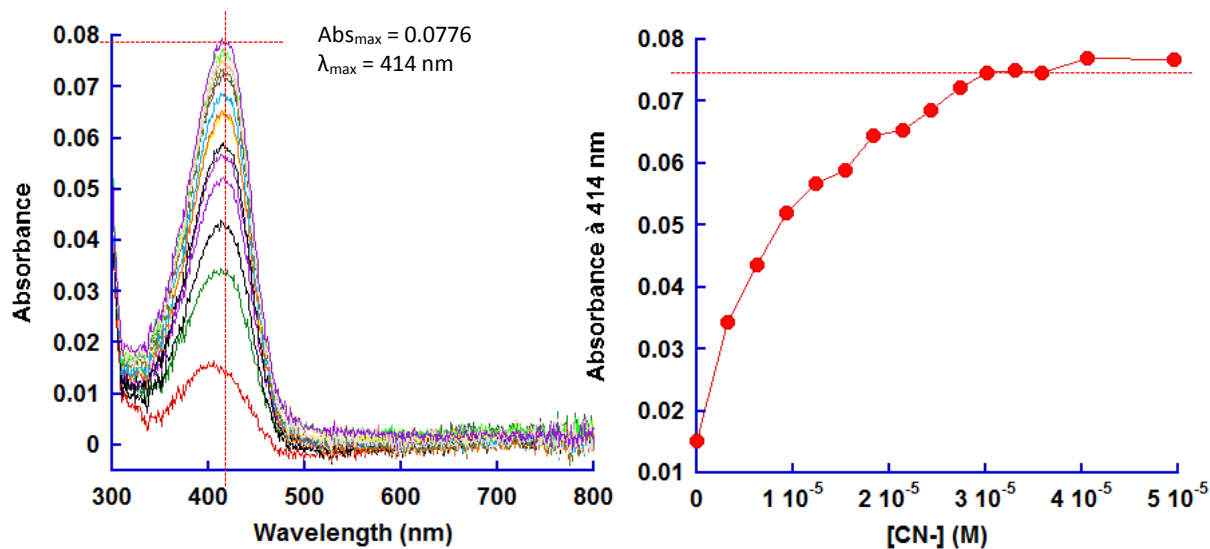 Abs_max = 0.0776
λ_max = 414 nm
Absorbance
0.08
0.07
0.06
0.05
0.04
0.03
0.02
0.01
0
300 400 500 600 700 800
Wavelength (nm)
Absorbance à 414 nm
0.08
0.07
0.06
0.05
0.04
0.03
0.02
0.01
0 1 10⁻⁵ 2 10⁻⁵ 3 10⁻⁵ 4 10⁻⁵ 5 10⁻⁵
[CN-] (M)